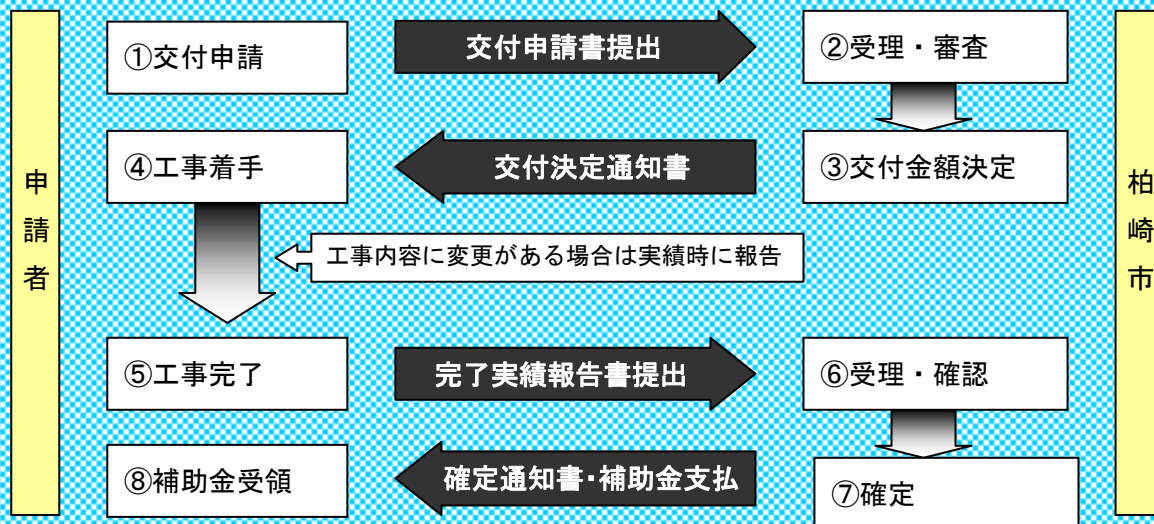 申請者
①交付申請
交付申請書提出
②受理・審査
柏崎市
④工事着手
交付決定通知書
③交付金額決定
工事内容に変更がある場合は実績時に報告
⑤工事完了
完了実績報告書提出
⑥受理・確認
⑧補助金受領
確定通知書・補助金支払
⑦確定